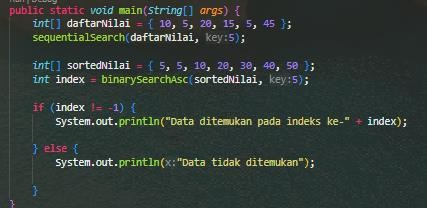 public static void main(String[] args) {
int[] daftarNilai = { 10, 5, 20, 15, 5, 45 };
sequentialSearch(daftarNilai, key:5);
int[] sortedNilai = { 5, 5, 10, 20, 30, 40, 50 };
int index = binarySearchAsc(sortedNilai, key:5);
if (index != -1) {
System.out.println("Data ditemukan pada indeks ke-" + index);
} else {
System.out.println(x:"Data tidak ditemukan");
}
}